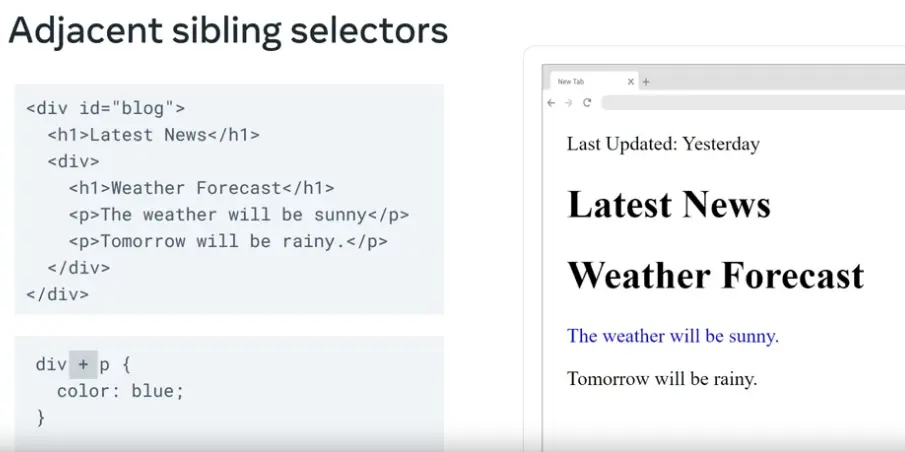 Adjacent sibling selectors
<div id="blog">
  <h1>Latest News</h1>
  <div>
    <h1>Weather Forecast</h1>
    <p>The weather will be sunny</p>
    <p>Tomorrow will be rainy.</p>
  </div>
</div>
div + p {
  color: blue;
}
New Tab
Last Updated: Yesterday
Latest News
Weather Forecast
The weather will be sunny.
Tomorrow will be rainy.